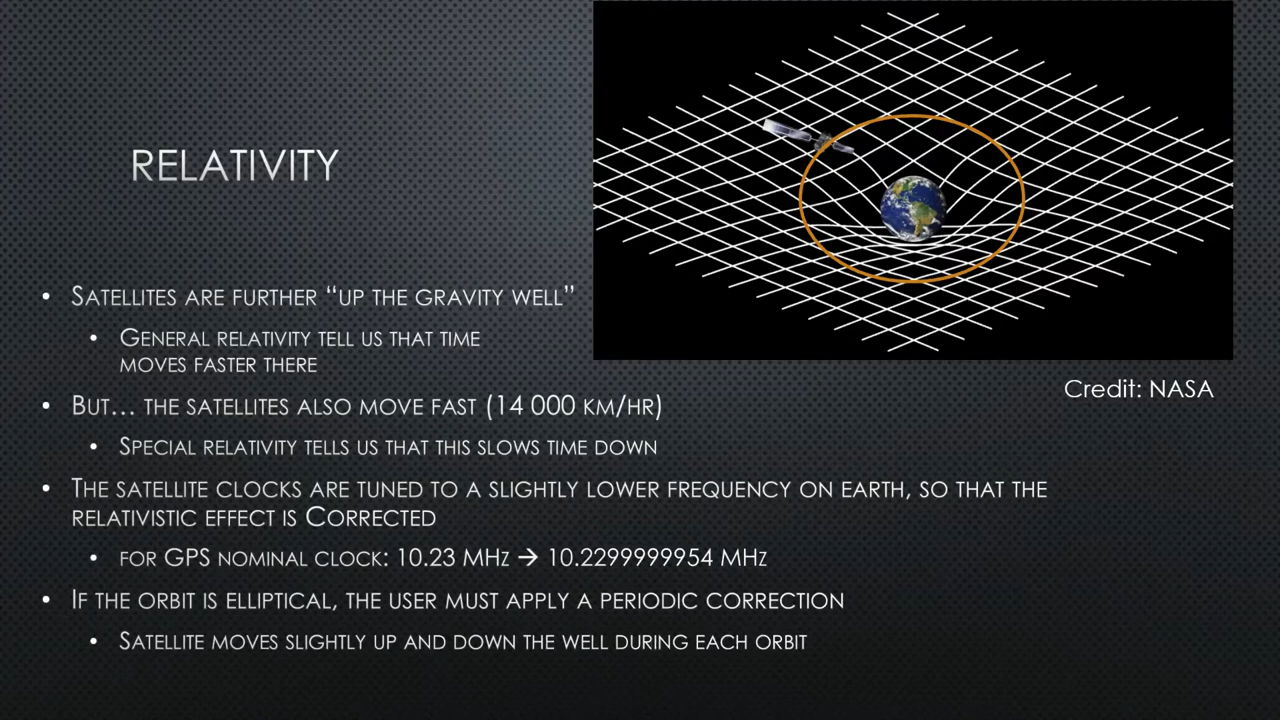 RELATIVITY
• SATELLITES ARE FURTHER “UP THE GRAVITY WELL”
• GENERAL RELATIVITY TELL US THAT TIME
MOVES FASTER THERE
Credit: NASA
• BUT… THE SATELLITES ALSO MOVE FAST (14 000 KM/HR)
• SPECIAL RELATIVITY TELLS US THAT THIS SLOWS TIME DOWN
• THE SATELLITE CLOCKS ARE TUNED TO A SLIGHTLY LOWER FREQUENCY ON EARTH, SO THAT THE
RELATIVISTIC EFFECT IS CORRECTED
• FOR GPS NOMINAL CLOCK: 10.23 MHZ → 10.2299999954 MHZ
• IF THE ORBIT IS ELLIPTICAL, THE USER MUST APPLY A PERIODIC CORRECTION
• SATELLITE MOVES SLIGHTLY UP AND DOWN THE WELL DURING EACH ORBIT